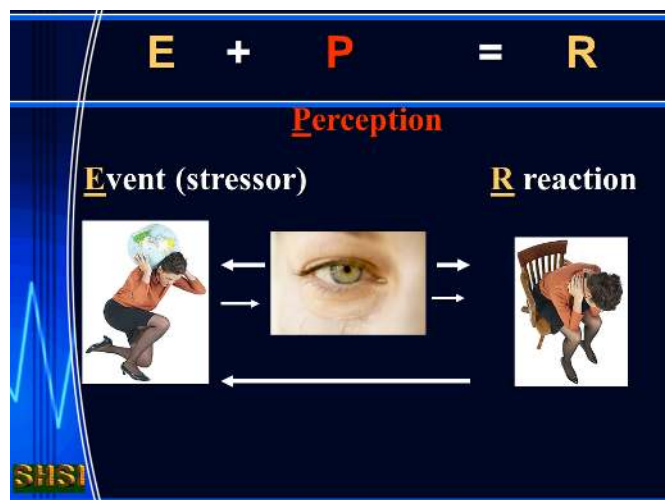 E + P = R
Perception
Event (stressor) R reaction
SHSI